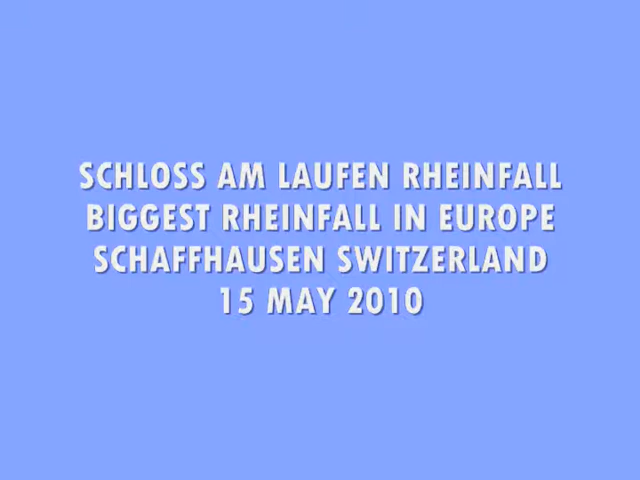 SCHLOSS AM LAUFEN RHEINFALL
BIGGEST RHEINFALL IN EUROPE
SCHAFFHAUSEN SWITZERLAND
15 MAY 2010